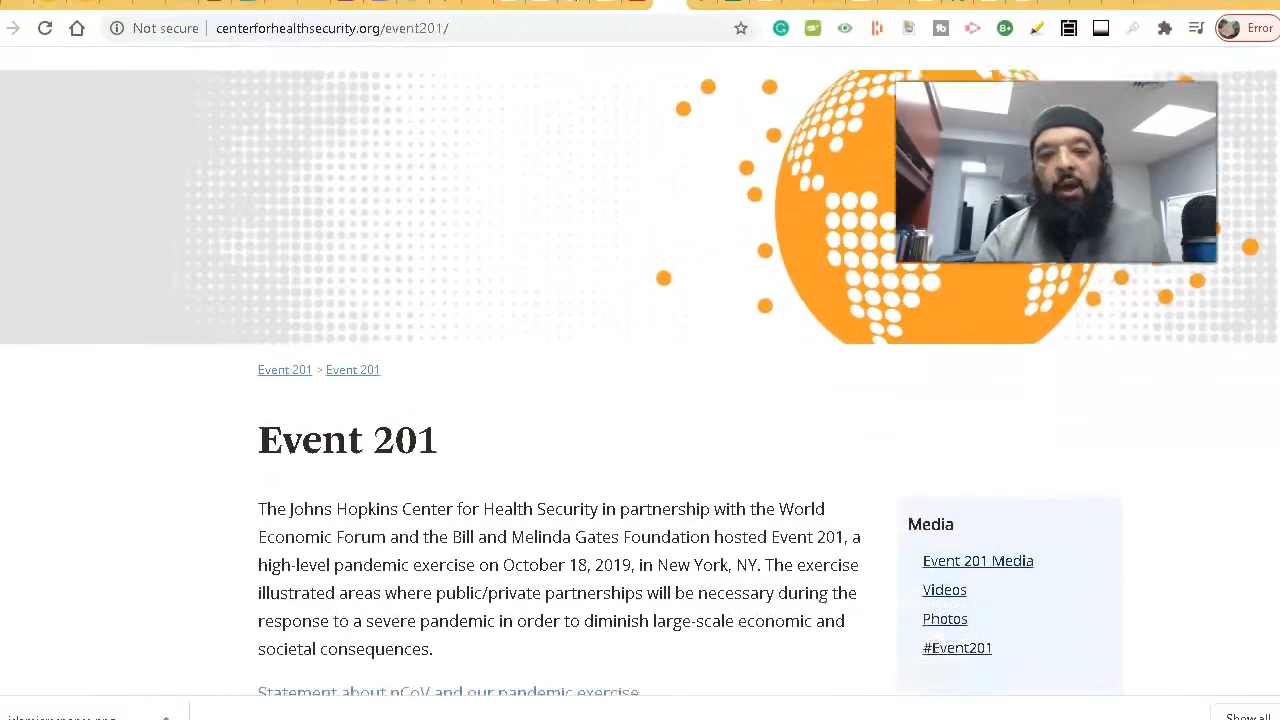 Not secure
centerforhealthsecurity.org/event201/
Error
Event 201 > Event 201
Event 201
The Johns Hopkins Center for Health Security in partnership with the World
Economic Forum and the Bill and Melinda Gates Foundation hosted Event 201, a
high-level pandemic exercise on October 18, 2019, in New York, NY. The exercise
illustrated areas where public/private partnerships will be necessary during the
response to a severe pandemic in order to diminish large-scale economic and
societal consequences.
Statement about nCoV and our pandemic exercise
Media
Event 201 Media
Videos
Photos
#Event201
Show all